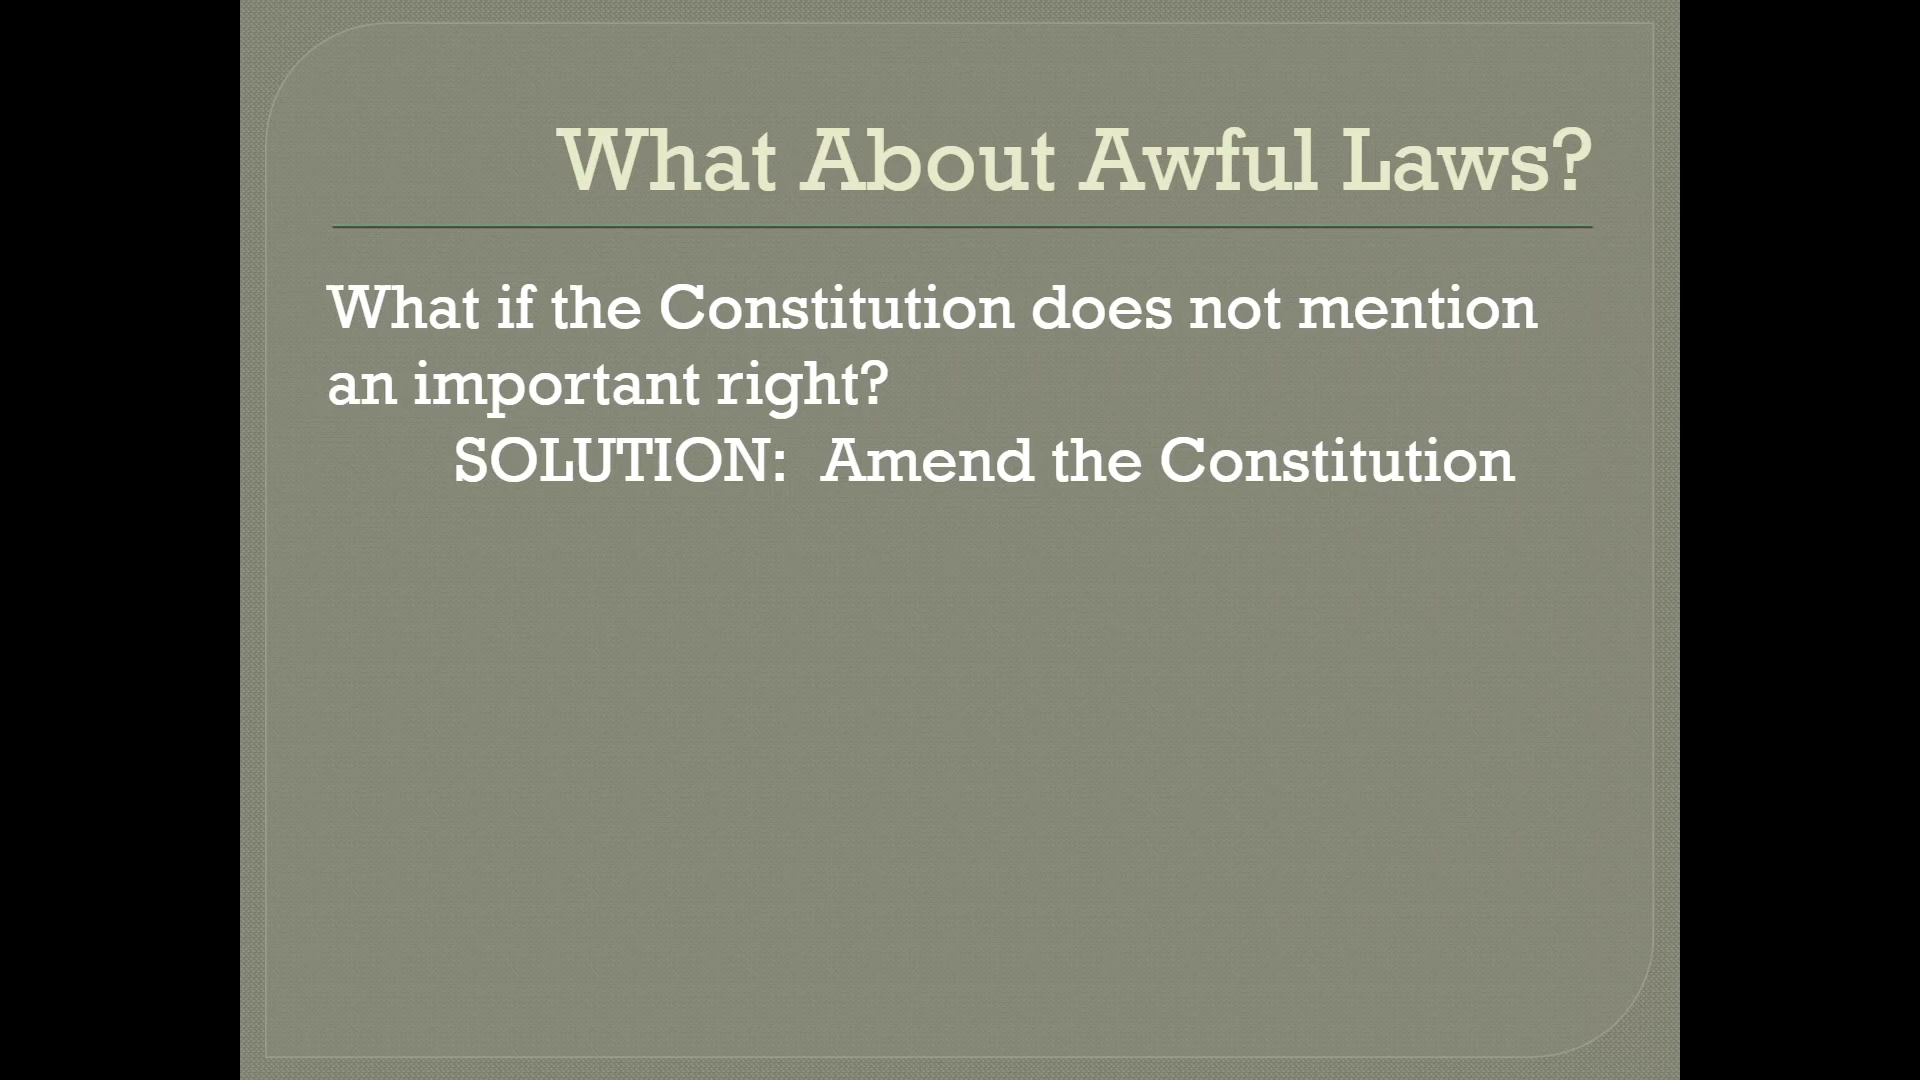 What About Awful Laws?
What if the Constitution does not mention
an important right?
SOLUTION:  Amend the Constitution